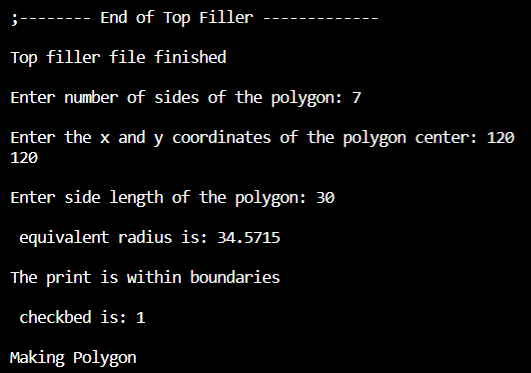 ;-------- End of Top Filler -------------
Top filler file finished
Enter number of sides of the polygon: 7
Enter the x and y coordinates of the polygon center: 120
120
Enter side length of the polygon: 30
equivalent radius is: 34.5715
The print is within boundaries
checkbed is: 1
Making Polygon